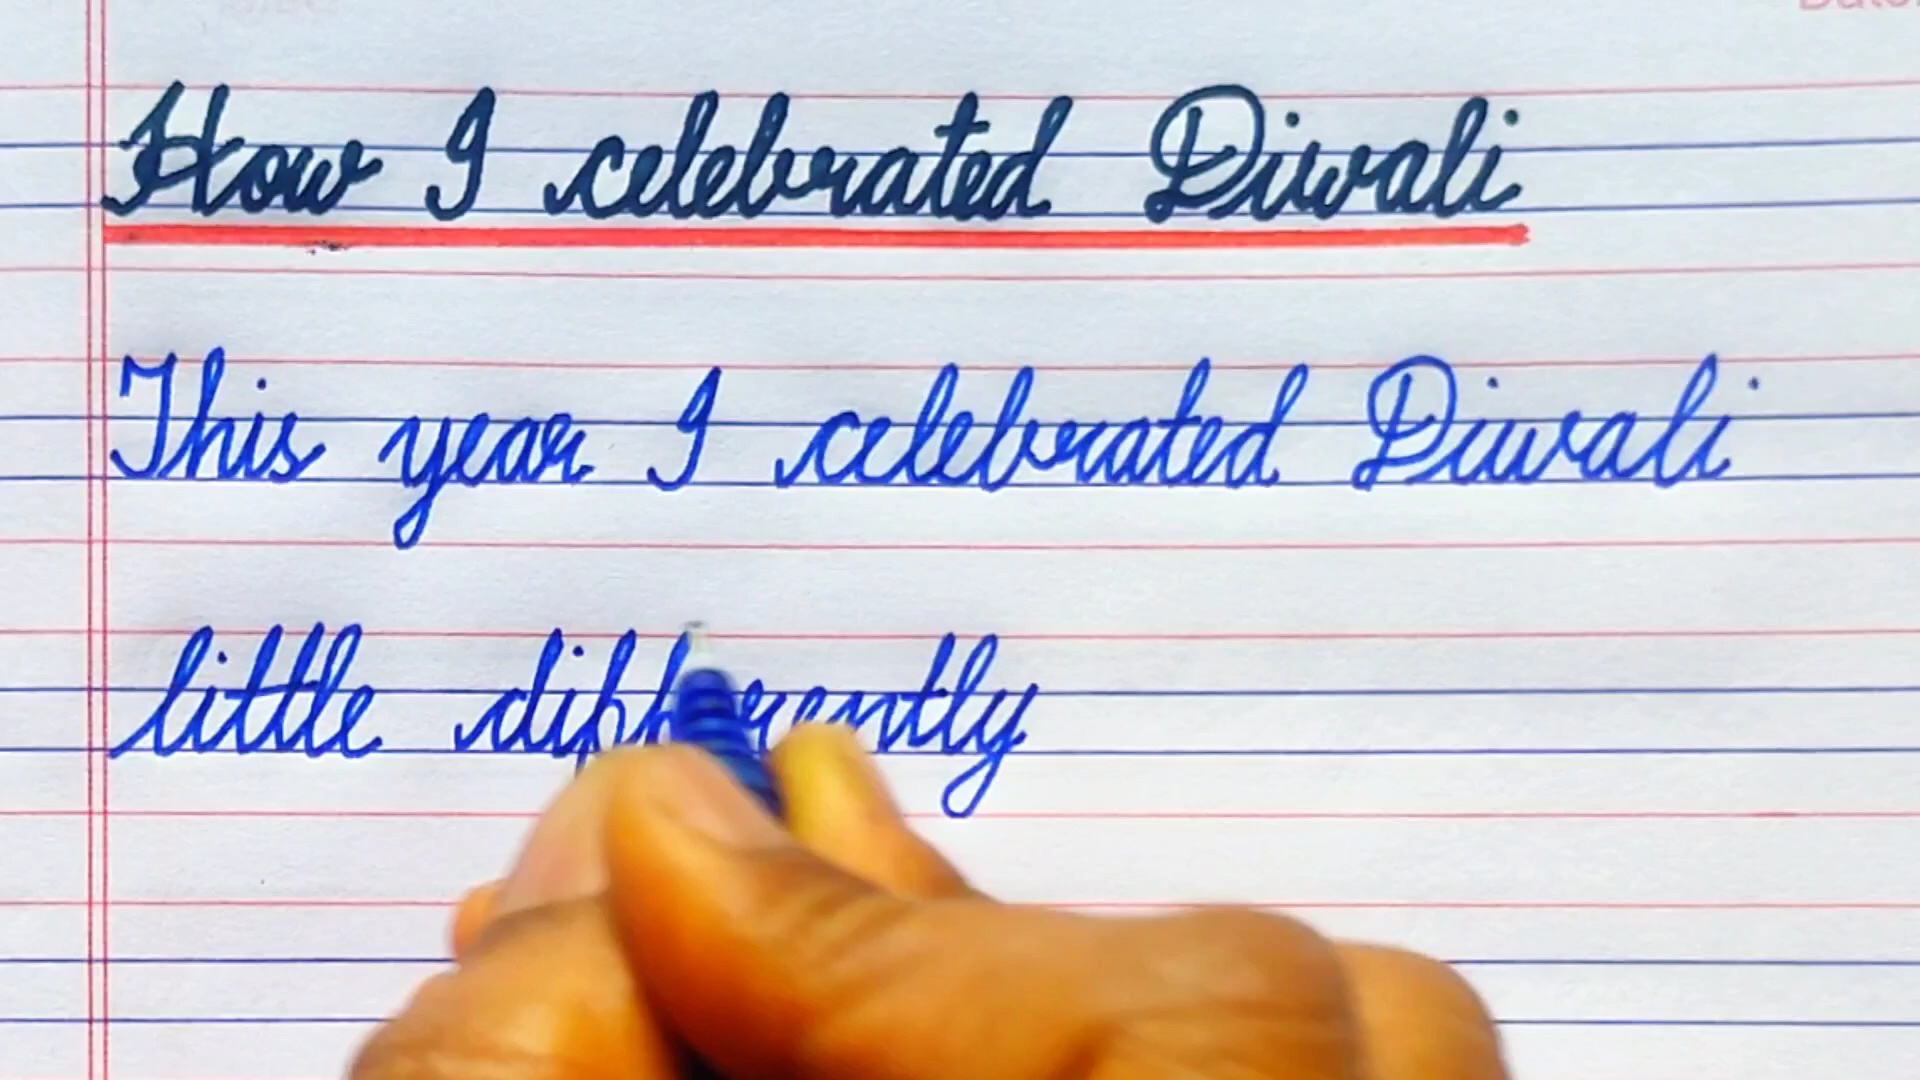 How I celebrated Diwali
This year I celebrated Diwali
little differently